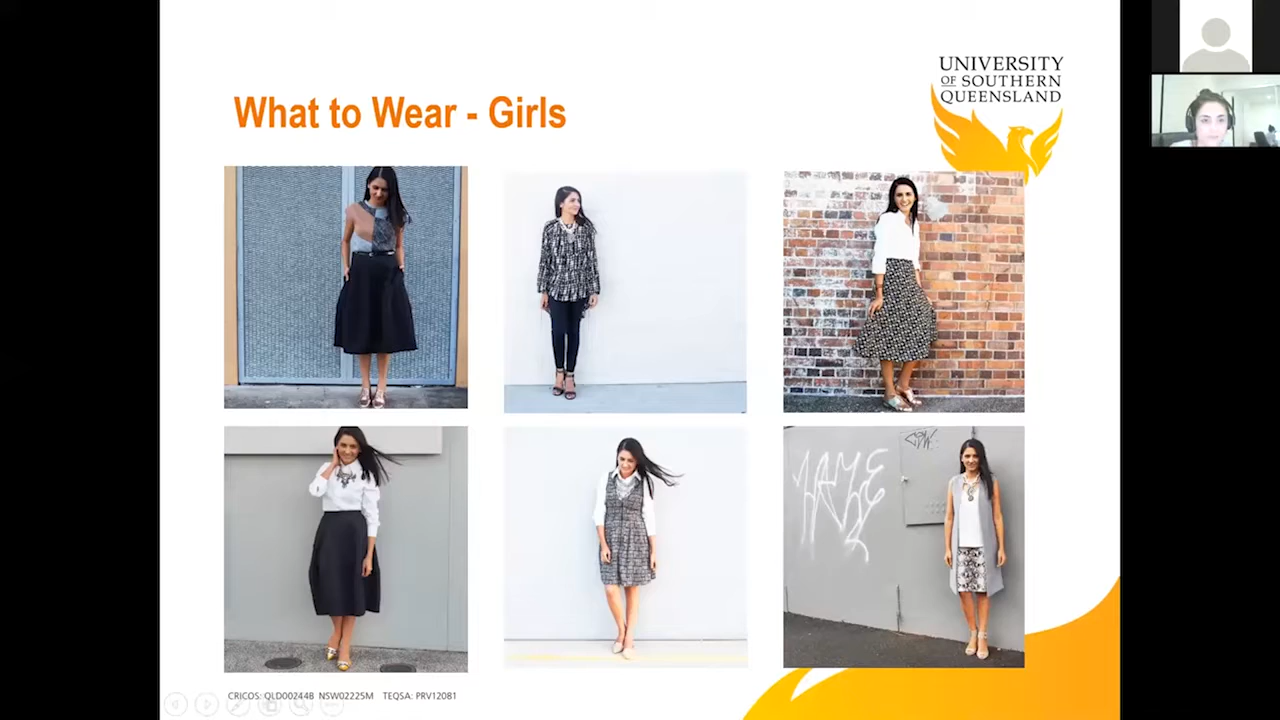 UNIVERSITY
OF SOUTHERN
QUEENSLAND
What to Wear - Girls
CRICOS: QLD00244B NSW02225M TEQSA: PRV12081